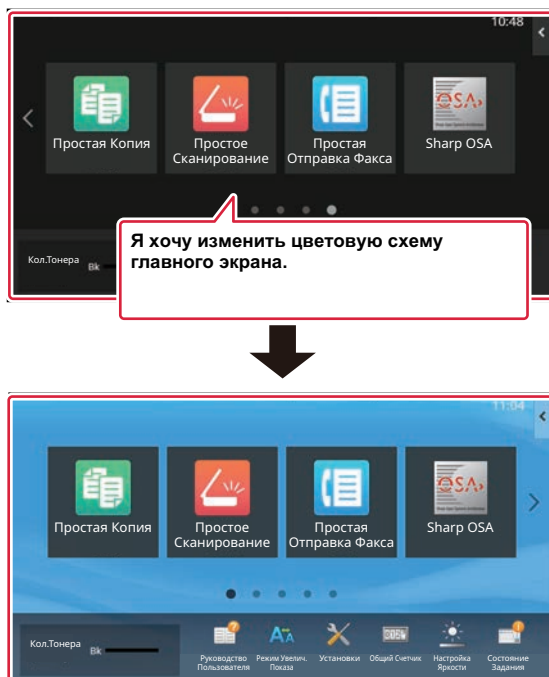 10:48
Простая Копия
Простое
Сканирование
Простая
Отправка Факса
Sharp OSA
Я хочу изменить цветовую схему
главного экрана.
Кол.Тонера
Bk
11:04
Простая Копия
Простое
Сканирование
Простая
Отправка Факса
Sharp OSA
Кол.Тонера
Bk
Руководство
Пользователя
Режим Увелич.
Показа
Установки
Общий Счетчик
Настройка
Яркости
Состояние
Задания